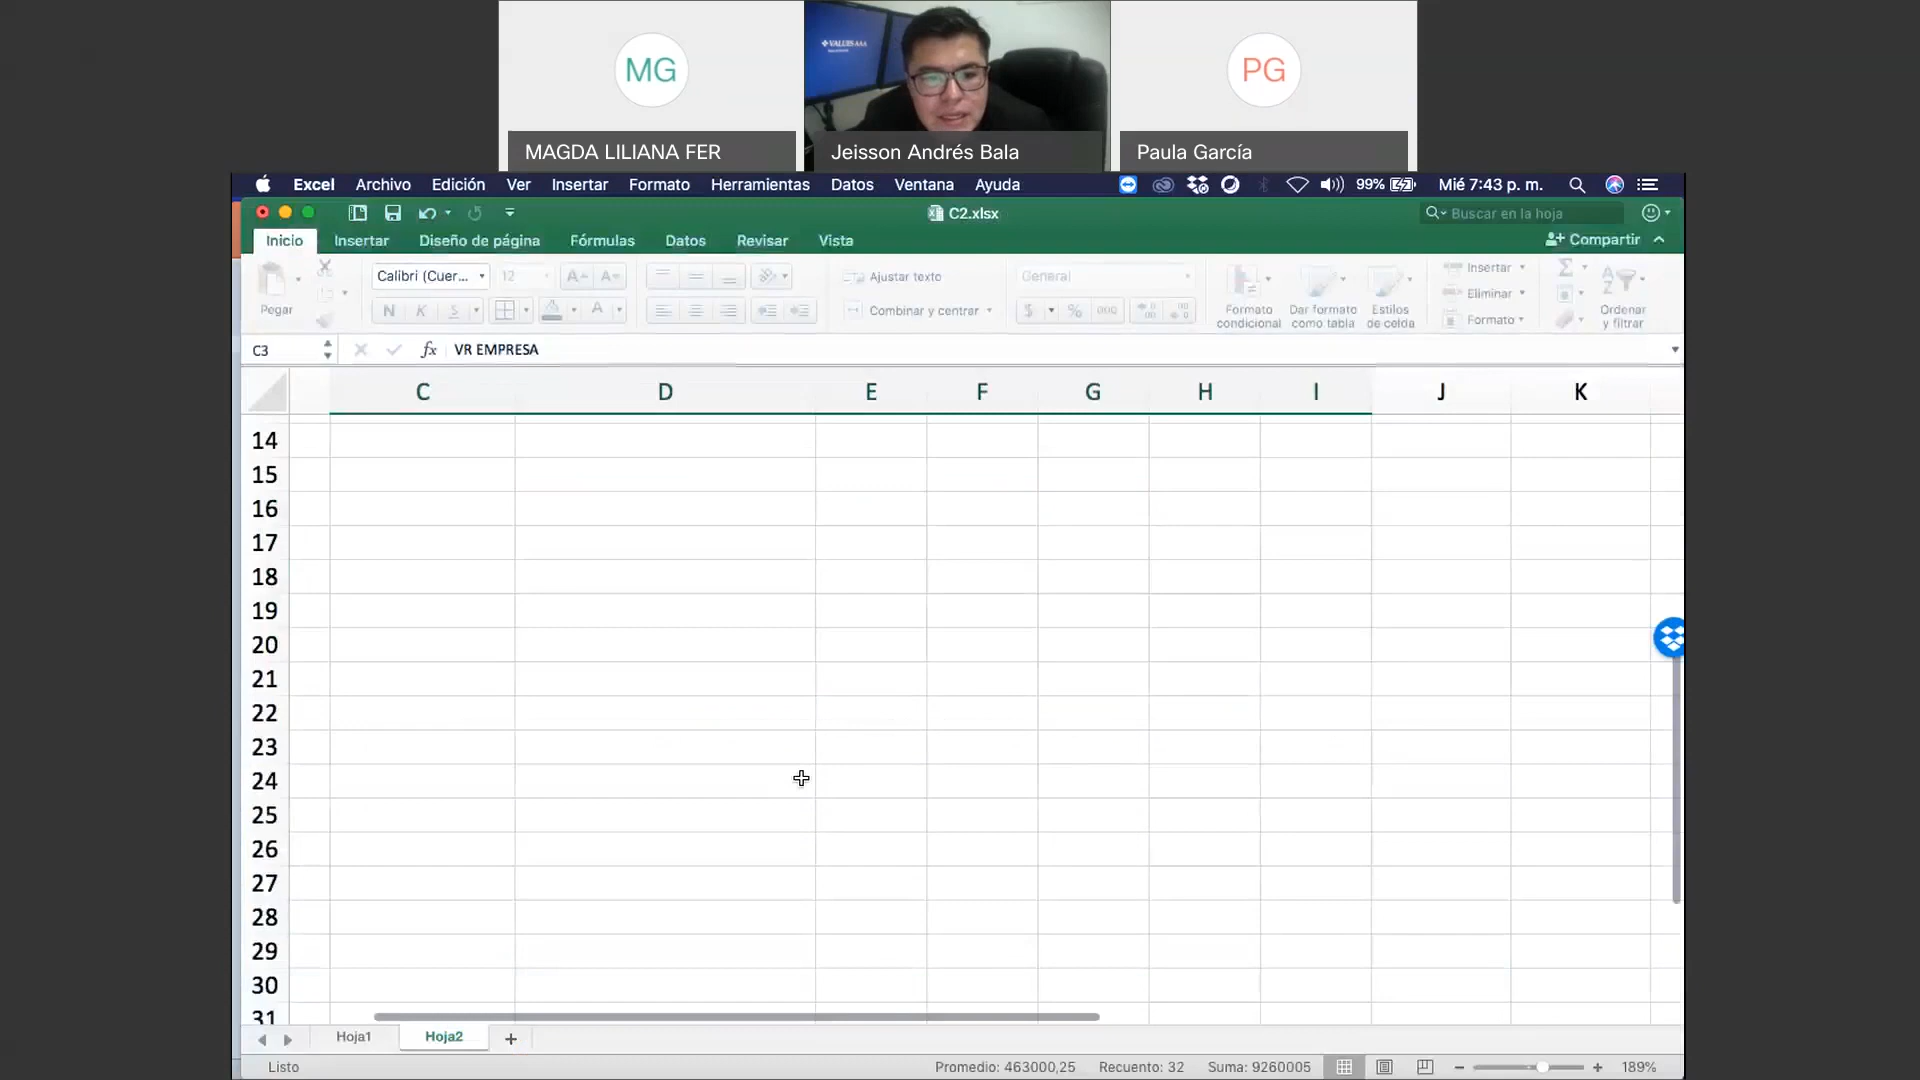 MG
VALUES AAA
PG
MAGDA LILIANA FER
Jeisson Andrés Bala
Paula García
Excel Archivo Edición Ver Insertar Formato Herramientas Datos Ventana Ayuda 99% Mié 7:43 p. m.
C2.xlsx
Buscar en la hoja
Inicio Insertar Diseño de página Fórmulas Datos Revisar Vista Compartir
Pegar
Calibri (Cuer... 12 A A
N K S A
Ajustar texto
Combinar y centrar
General
$ % 000
Formato condicional
Dar formato como tabla
Estilos de celda
Insertar
Eliminar
Formato
Ordenar y filtrar
C3 fx VR EMPRESA
C D E F G H I J K
14
15
16
17
18
19
20
21
22
23
24
25
26
27
28
29
30
31
Hoja1 Hoja2 +
Listo Promedio: 463000,25 Recuento: 32 Suma: 9260005 189%